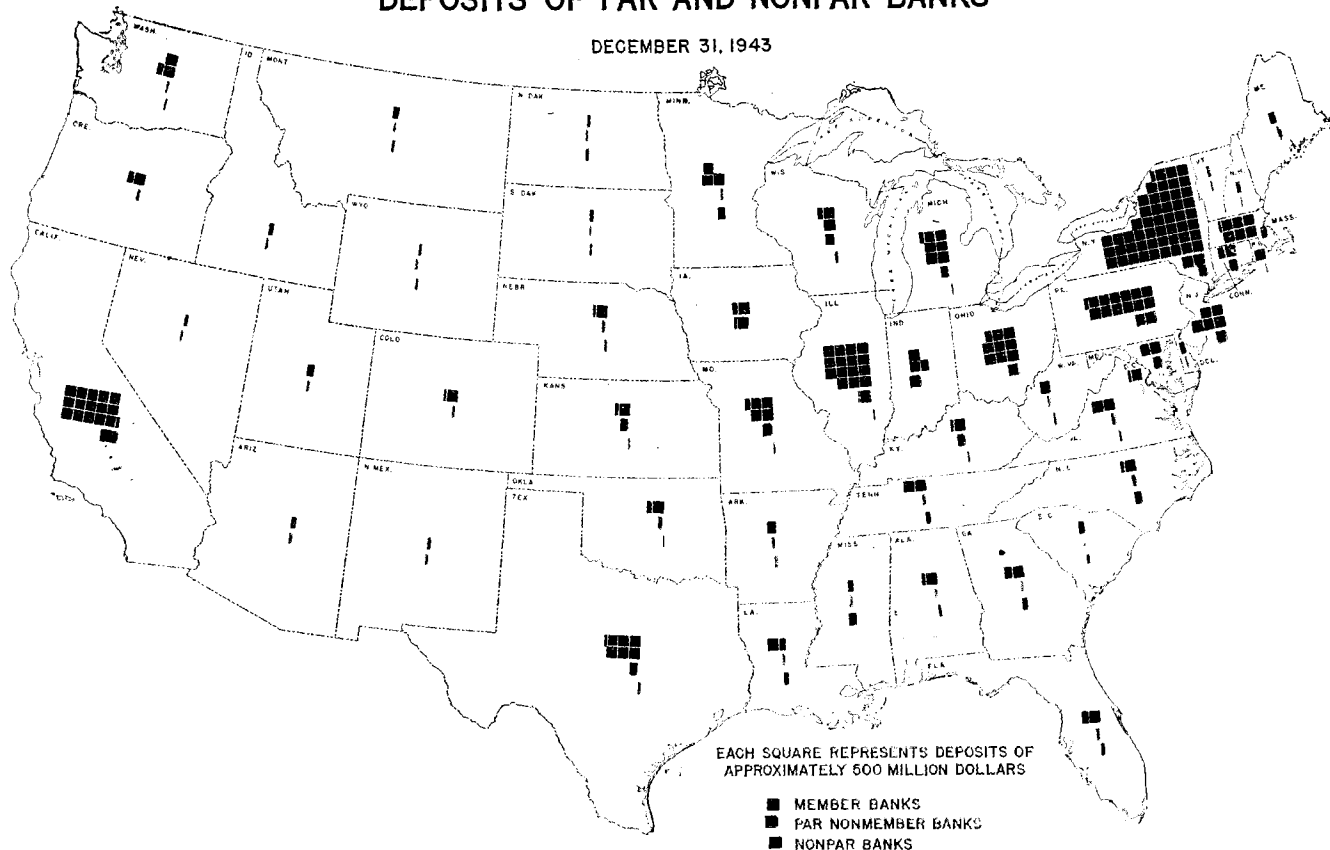 DEPOSITS OF PAR AND NONPAR BANKS
DECEMBER 31, 1943
WASH.
ID.
MONT.
N. DAK
MINN.
ME.
ORE.
WIS.
MICH.
VT.
N.H.
MASS.
S. DAK
WYO
N.Y.
CALIF.
NEV.
IA.
UTAH
NEBR
ILL
IND
OHIO
PE.
N.J.
CONN.
COLO
W.VA.
DEL.
KANS
MO.
KY.
ARIZ
N.MEX.
OKLA
TEX
ARK.
TENN
N.C.
S.C.
MISS
ALA.
GA
LA.
FLA
EACH SQUARE REPRESENTS DEPOSITS OF
APPROXIMATELY 500 MILLION DOLLARS
MEMBER BANKS
PAR NONMEMBER BANKS
NONPAR BANKS